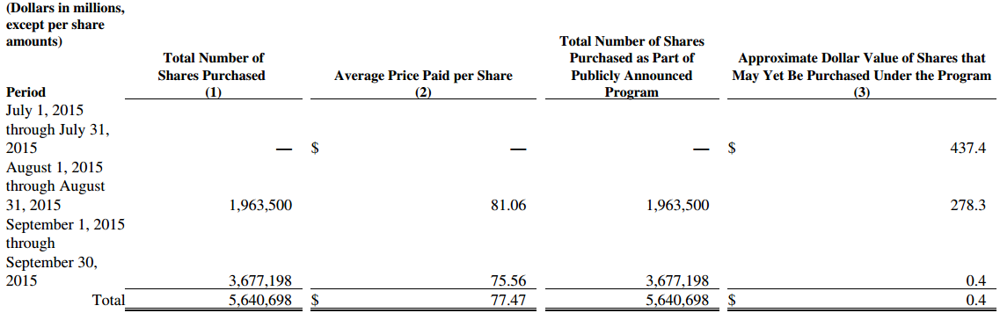 (Dollars in millions,
except per share
amounts)
Period
Total Number of
Shares Purchased
(1)
Average Price Paid per Share
(2)
Total Number of Shares
Purchased as Part of
Publicly Announced
Program
Approximate Dollar Value of Shares that
May Yet Be Purchased Under the Program
(3)
July 1, 2015
through July 31,
2015 — $ — — $ 437.4
August 1, 2015
through August
31, 2015 1,963,500 81.06 1,963,500 278.3
September 1, 2015
through
September 30,
2015 3,677,198 75.56 3,677,198 0.4
Total 5,640,698 $ 77.47 5,640,698 $ 0.4